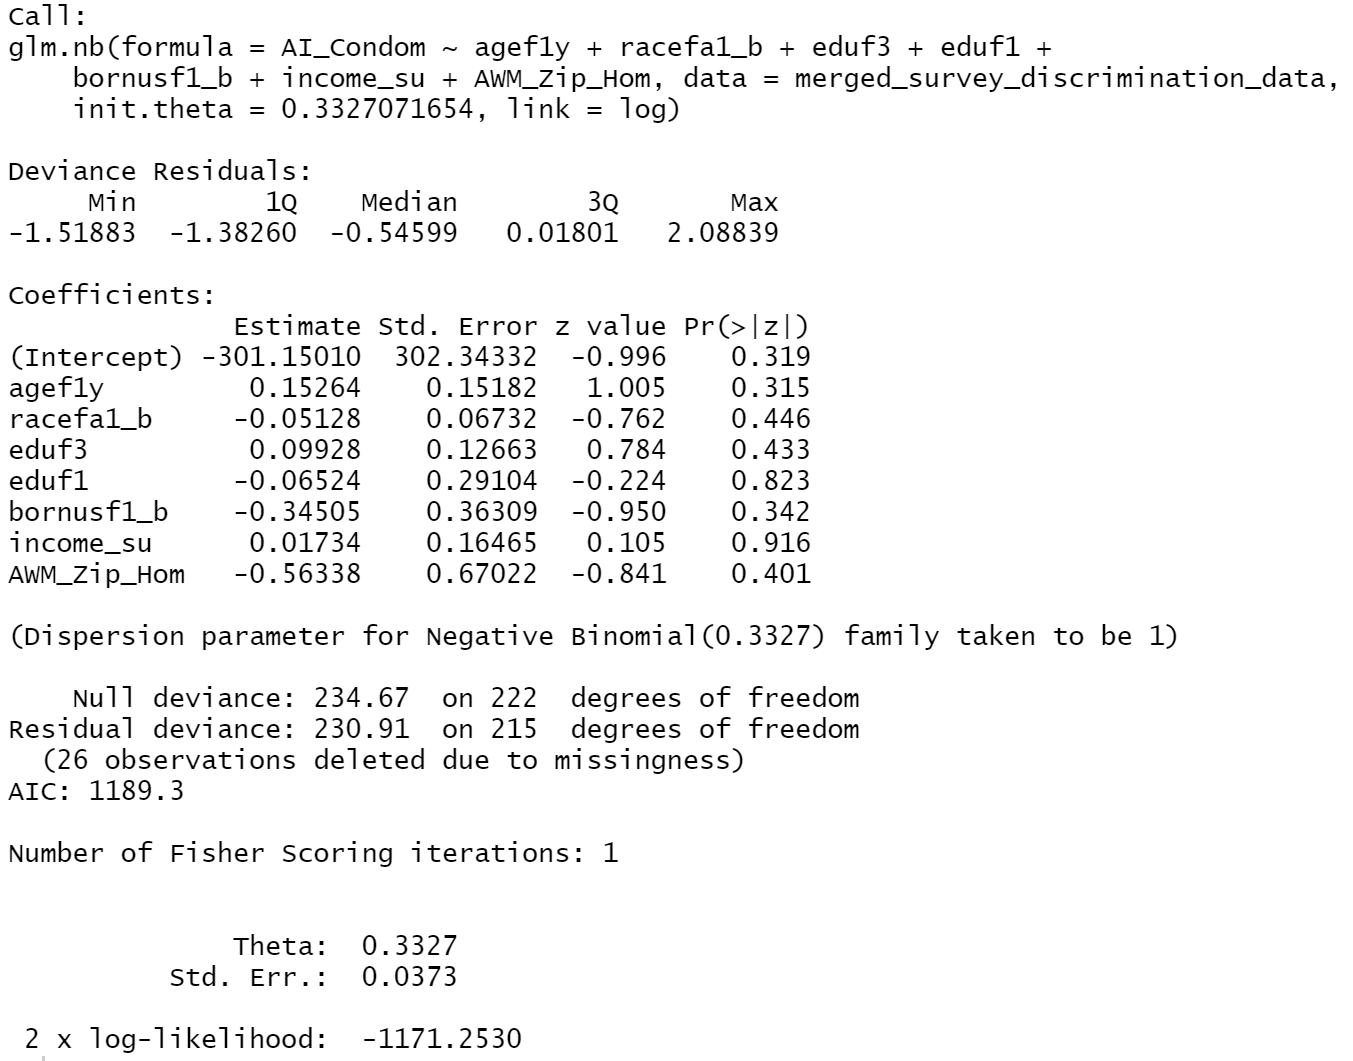 Call:
glm.nb(formula = AI_Condom ~ agef1y + racefa1_b + eduf3 + eduf1 +
    bornusf1_b + income_su + AWM_Zip_Hom, data = merged_survey_discrimination_data,
    init.theta = 0.3327071654, link = log)

Deviance Residuals:
     Min        1Q    Median        3Q       Max
-1.51883  -1.38260  -0.54599   0.01801   2.08839

Coefficients:
              Estimate Std. Error z value Pr(>|z|)
(Intercept) -301.15010  302.34332  -0.996    0.319
agef1y         0.15264    0.15182   1.005    0.315
racefa1_b     -0.05128    0.06732  -0.762    0.446
eduf3          0.09928    0.12663   0.784    0.433
eduf1         -0.06524    0.29104  -0.224    0.823
bornusf1_b    -0.34505    0.36309  -0.950    0.342
income_su      0.01734    0.16465   0.105    0.916
AWM_Zip_Hom   -0.56338    0.67022  -0.841    0.401

(Dispersion parameter for Negative Binomial(0.3327) family taken to be 1)

    Null deviance: 234.67  on 222  degrees of freedom
Residual deviance: 230.91  on 215  degrees of freedom
  (26 observations deleted due to missingness)
AIC: 1189.3

Number of Fisher Scoring iterations: 1


              Theta:  0.3327
          Std. Err.:  0.0373

 2 x log-likelihood:  -1171.2530